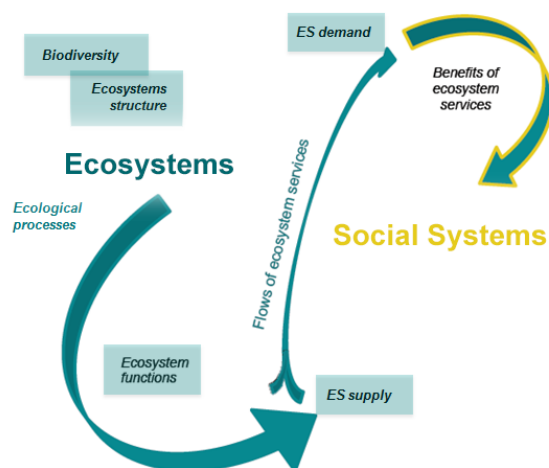 ES demand
Biodiversity
Ecosystems
structure
Benefits of
ecosystem
services
Ecosystems
Ecological
processes
Flows of ecosystem services
Social Systems
Ecosystem
functions
ES supply